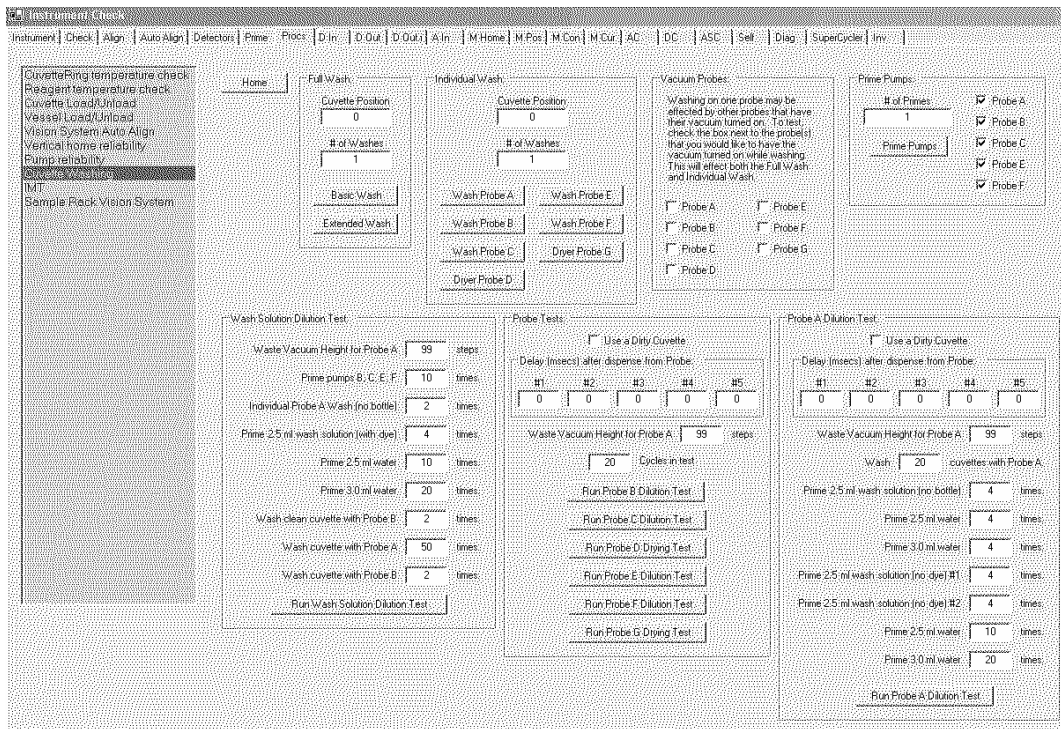 Instrument Check
Instrument Check Align Auto Align Detectors Prime Procs D In D Out D Out A In M Home M Pos M Con M Cur AC DC ASC Self Diag SuperCycler Inv
CuvetteRing temperature check
Reagent temperature check
Cuvette Load/Unload
Vessel Load/Unload
Vision System Auto Align
Vertical home reliability
Pump reliability
Cuvette Washing
IMT
Sample Rack Vision System
Home
Full Wash
Cuvette Position
0
# of Washes
1
Basic Wash
Extended Wash
Individual Wash
Cuvette Position
0
# of Washes
1
Wash Probe A Wash Probe E
Wash Probe B Wash Probe F
Wash Probe C Dryer Probe G
Dryer Probe D
Vacuum Probes:
Washing on one probe may be
effected by other probes that have
their vacuum turned on. To test,
check the box next to the probe(s)
that you would like to have the
vacuum turned on while washing.
This will effect both the Full Wash
and Individual Wash.
Probe A Probe E
Probe B Probe F
Probe C Probe G
Probe D
Prime Pumps:
# of Primes
1
Prime Pumps
Probe A
Probe B
Probe C
Probe E
Probe F
Wash Solution Dilution Test
Waste Vacuum Height for Probe A 99 steps
Prime pumps B, C, E, F 10 times.
Individual Probe A Wash (no bottle) 2 times.
Prime 2.5 ml wash solution (with dye) 4 times.
Prime 2.5 ml water 10 times.
Prime 3.0 ml water 20 times.
Wash clean cuvette with Probe B 2 times.
Wash cuvette with Probe A 50 times.
Wash cuvette with Probe B 2 times.
Run Wash Solution Dilution Test
Probe Tests
Use a Dirty Cuvette
Delay (msecs) after dispense from Probe:
#1 #2 #3 #4 #5
0 0 0 0 0
Waste Vacuum Height for Probe A 99 steps
20 Cycles in test
Run Probe B Dilution Test
Run Probe C Dilution Test
Run Probe D Drying Test
Run Probe E Dilution Test
Run Probe F Dilution Test
Run Probe G Drying Test
Probe A Dilution Test
Use a Dirty Cuvette
Delay (msecs) after dispense from Probe:
#1 #2 #3 #4 #5
0 0 0 0 0
Waste Vacuum Height for Probe A 99 steps
Wash 20 cuvettes with Probe A
Prime 2.5 ml wash solution (no bottle) 4 times.
Prime 2.5 ml water 4 times.
Prime 3.0 ml water 4 times.
Prime 2.5 ml wash solution (no dye) #1 4 times.
Prime 2.5 ml wash solution (no dye) #2 4 times.
Prime 2.5 ml water 10 times.
Prime 3.0 ml water 20 times.
Run Probe A Dilution Test